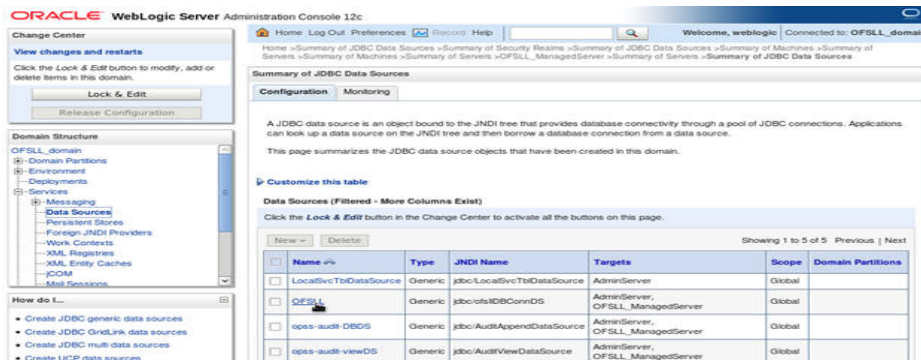 ORACLE WebLogic Server Administration Console 12c
Change Center
View changes and restarts
Click the Lock & Edit button to modify, add or
delete items in this domain.
Lock & Edit
Release Configuration
Domain Structure
OFSLL_domain
Domain Partitions
Environment
Deployments
Services
Messaging
Data Sources
Persistent Stores
Foreign JNDI Providers
Work Contexts
XML Registries
XML Entity Caches
jCOM
Mail Sessions
How do I...
Create JDBC generic data sources
Create JDBC GridLink data sources
Create JDBC multi data sources
Create UCP data sources
Home Log Out Preferences Record Help
Welcome, weblogic Connected to: OFSLL_domai
Home >Summary of JDBC Data Sources >Summary of Security Realms >Summary of JDBC Data Sources >Summary of Machines >Summary of
Servers >Summary of Machines >Summary of Servers >OFSLL_ManagedServer >Summary of Servers >Summary of JDBC Data Sources
Summary of JDBC Data Sources
Configuration Monitoring
A JDBC data source is an object bound to the JNDI tree that provides database connectivity through a pool of JDBC connections. Applications
can look up a data source on the JNDI tree and then borrow a database connection from a data source.
This page summarizes the JDBC data source objects that have been created in this domain.
Customize this table
Data Sources (Filtered - More Columns Exist)
Click the Lock & Edit button in the Change Center to activate all the buttons on this page.
New Delete Showing 1 to 5 of 5 Previous | Next
Name Type JNDI Name Targets Scope Domain Partitions
LocalSvcTblDataSource Generic jdbc/LocalSvcTblDataSource AdminServer Global
OFSLL Generic jdbc/ofsllDBConnDS AdminServer, OFSLL_ManagedServer Global
opss-audit-DBDS Generic jdbc/AuditAppendDataSource AdminServer, OFSLL_ManagedServer Global
opss-audit-viewDS Generic jdbc/AuditViewDataSource AdminServer, OFSLL_ManagedServer Global